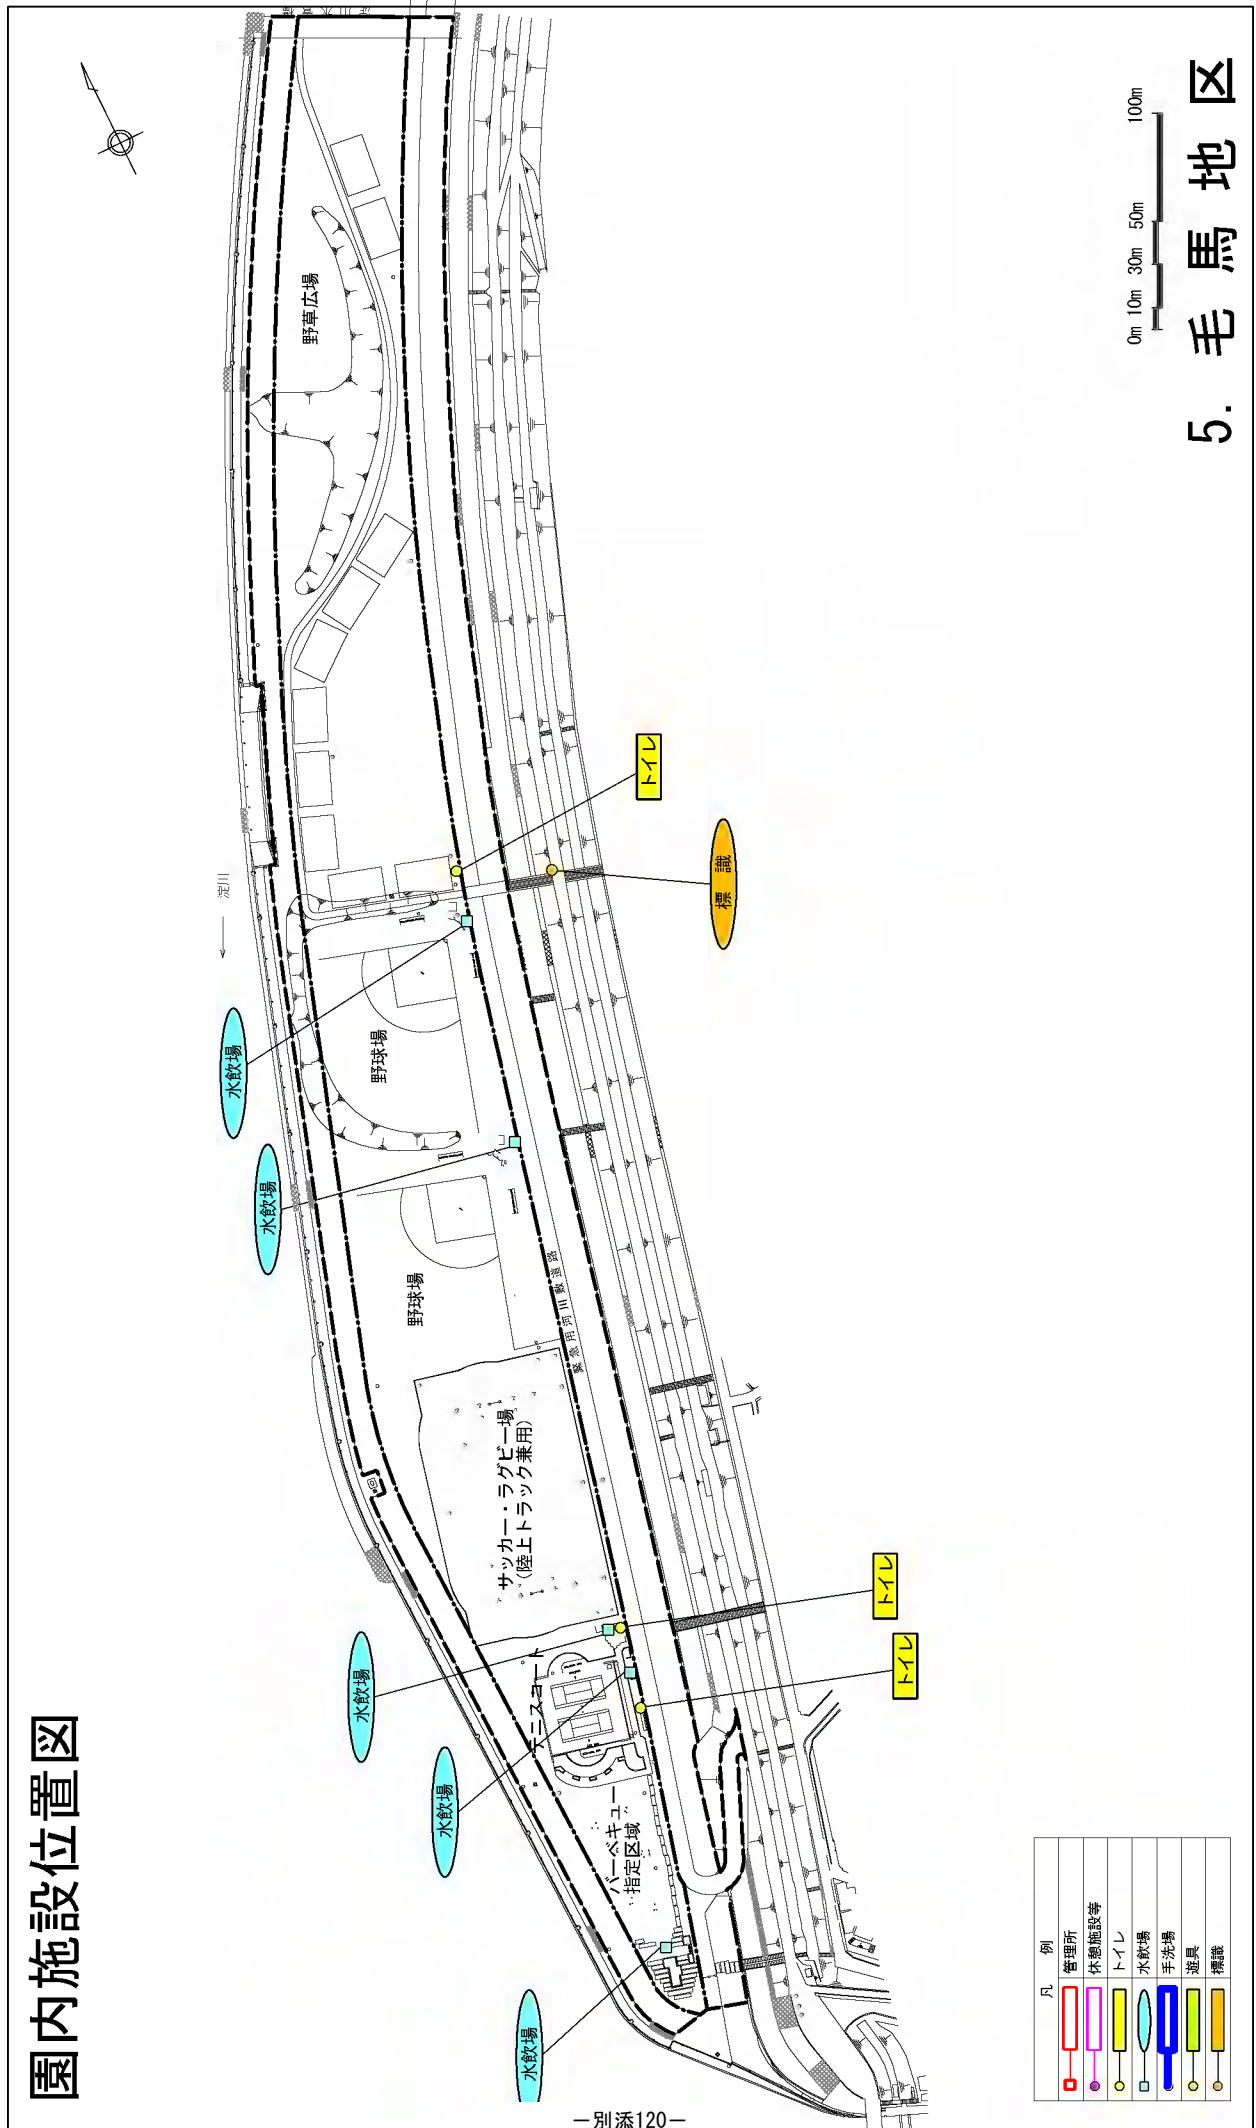 園内施設位置図
5. 毛馬地区
0m 10m 30m 50m 100m
淀川
野草広場
トイレ
標 識
水飲場
野球場
水飲場
野球場
緊急用河川敷道路
サッカー・ラグビー場
(陸上トラック兼用)
トイレ
トイレ
水飲場
テニスコート
水飲場
バーベキュー
指定区域
水飲場
凡 例
管理所
休憩施設等
トイレ
水飲場
手洗場
遊具
標識
－別添120－